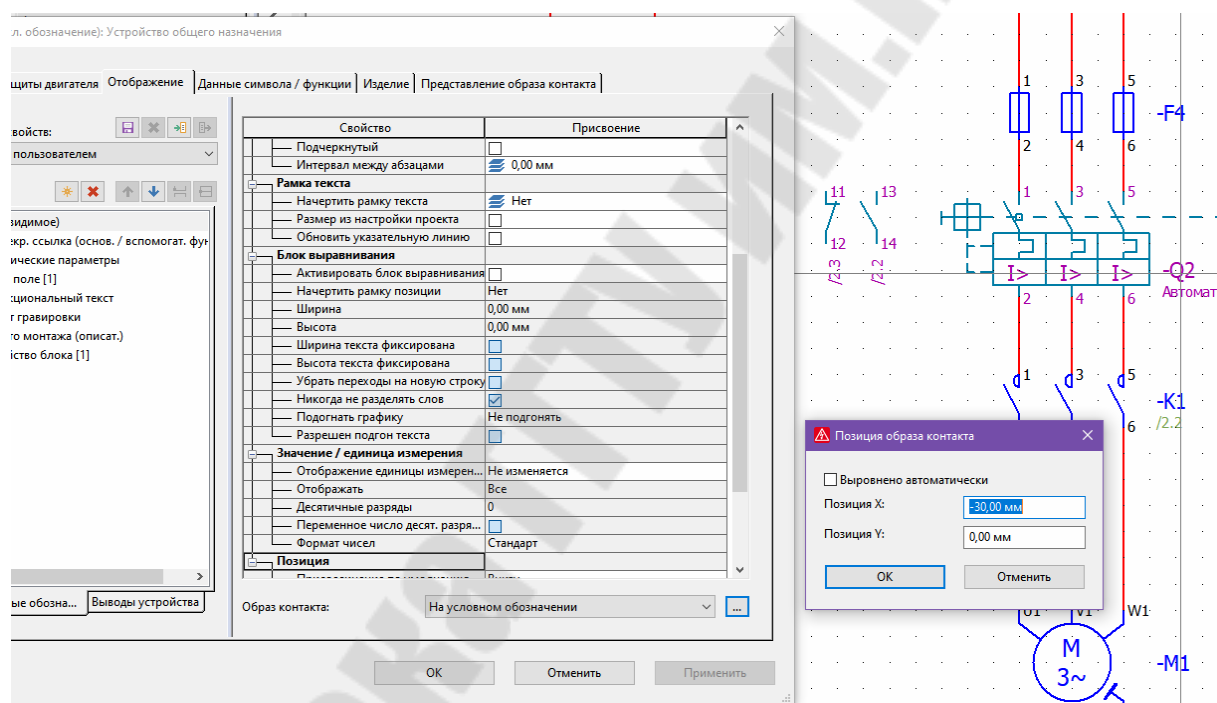 л. обозначение): Устройство общего назначения
щиты двигателя Отображение Данные символа / функции Изделие Представление образа контакта
войств:
пользователем
видимое)
екр. ссылка (основ. / вспомогат. фун
ические параметры
поле [1]
кциональный текст
т гравировки
го монтажа (описат.)
йство блока [1]
ые обозна... Выводы устройства
Свойство Присвоение
Подчеркнутый
Интервал между абзацами 0,00 мм
Рамка текста
Начертить рамку текста Нет
Размер из настройки проекта
Обновить указательную линию
Блок выравнивания
Активировать блок выравнивания
Начертить рамку позиции Нет
Ширина 0,00 мм
Высота 0,00 мм
Ширина текста фиксирована
Высота текста фиксирована
Убрать переходы на новую строку
Никогда не разделять слов
Подогнать графику Не подгонять
Разрешен подгон текста
Значение / единица измерения
Отображение единицы измерен... Не изменяется
Отображать Все
Десятичные разряды 0
Переменное число десят. разря...
Формат чисел Стандарт
Позиция
Образ контакта: На условном обозначении ...
ОК Отменить Применить
1 3 5
-F4
2 4 6
11 13
12 14
/2.3 /2.2
1 3 5
I> I> I>
-Q2
Автомат
2 4 6
1 3 5
-K1
6 /2.2
Позиция образа контакта
Выровнено автоматически
Позиция X: -30,00 мм
Позиция Y: 0,00 мм
ОК Отменить
U1 V1 W1
M
3~
-M1